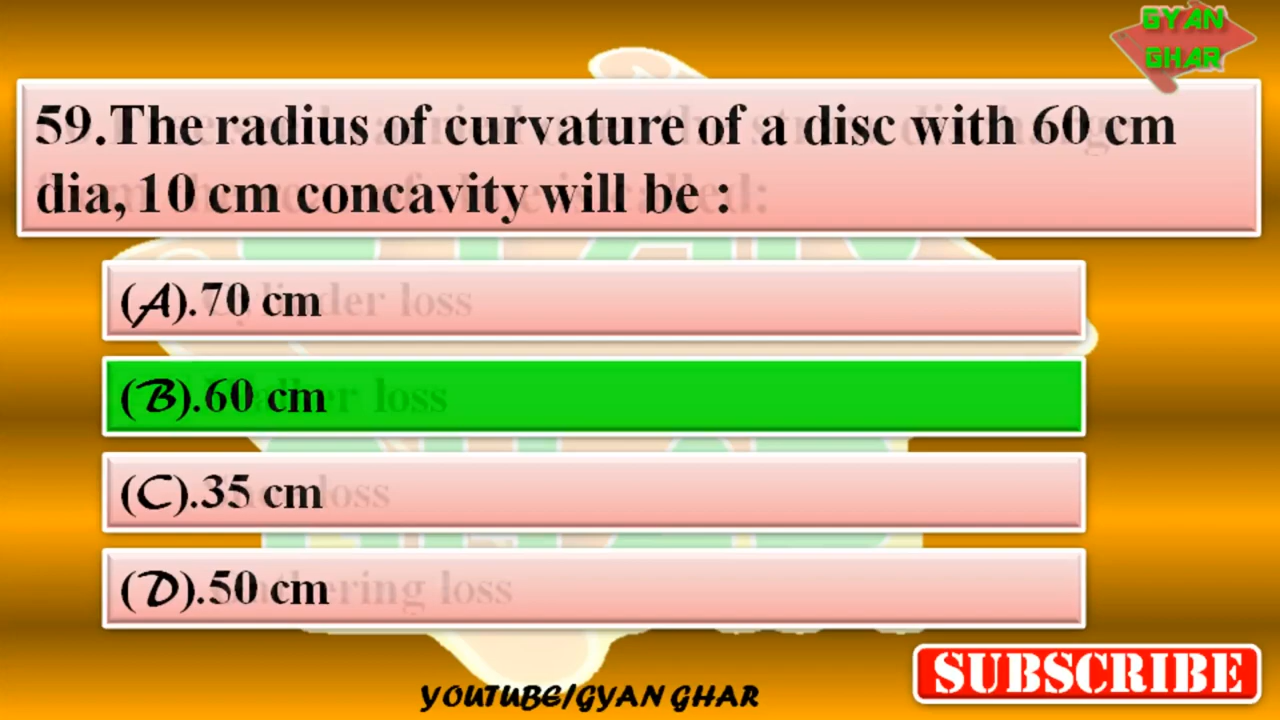 GYAN
GHAR
59.The radius of curvature of a disc with 60 cm
dia,10 cm concavity will be :
(A).70 cm
(B).60 cm
(C).35 cm
(D).50 cm
YOUTUBE/GYAN GHAR
SUBSCRIBE